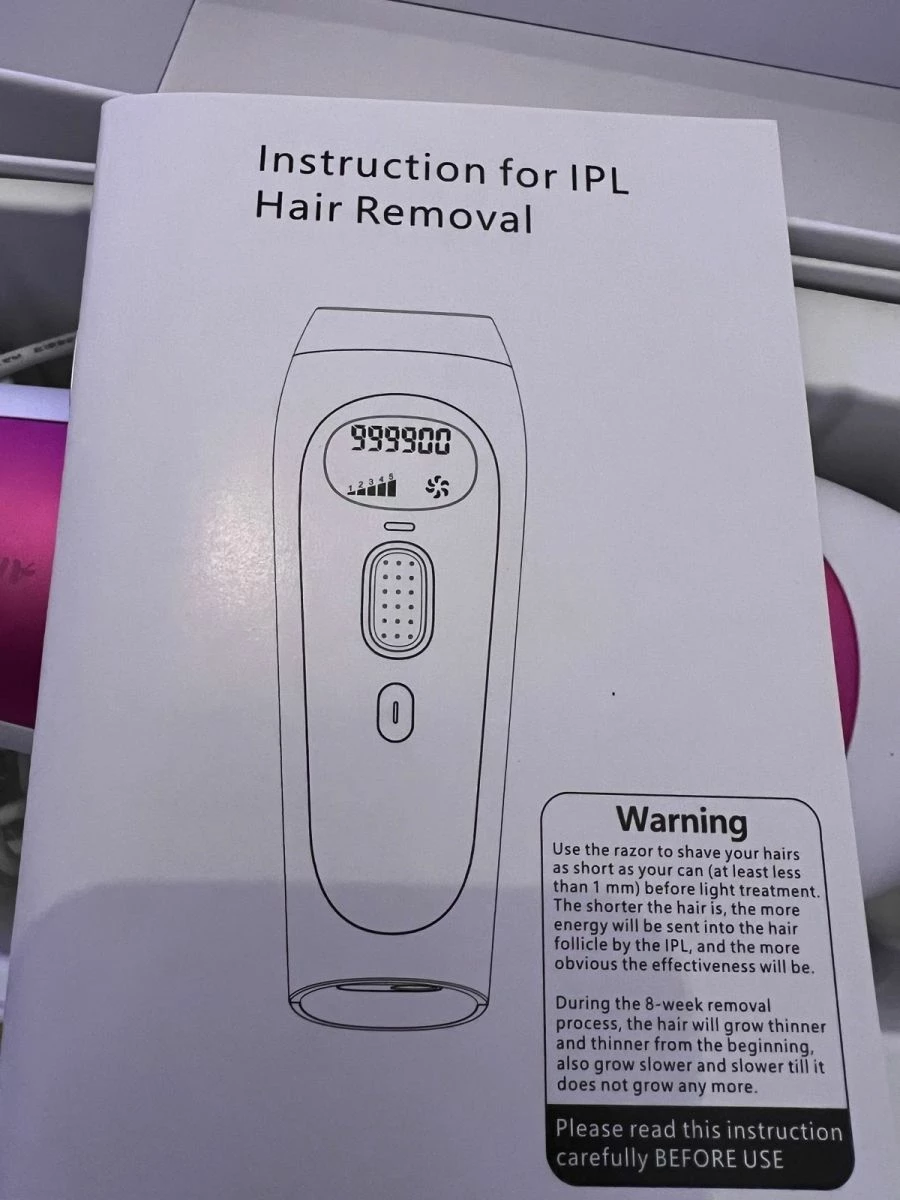 Instruction for IPL
Hair Removal
999900
1 2 3 4 5
Warning
Use the razor to shave your hairs
as short as your can (at least less
than 1 mm) before light treatment.
The shorter the hair is, the more
energy will be sent into the hair
follicle by the IPL, and the more
obvious the effectiveness will be.
During the 8-week removal
process, the hair will grow thinner
and thinner from the beginning,
also grow slower and slower till it
does not grow any more.
Please read this instruction
carefully BEFORE USE